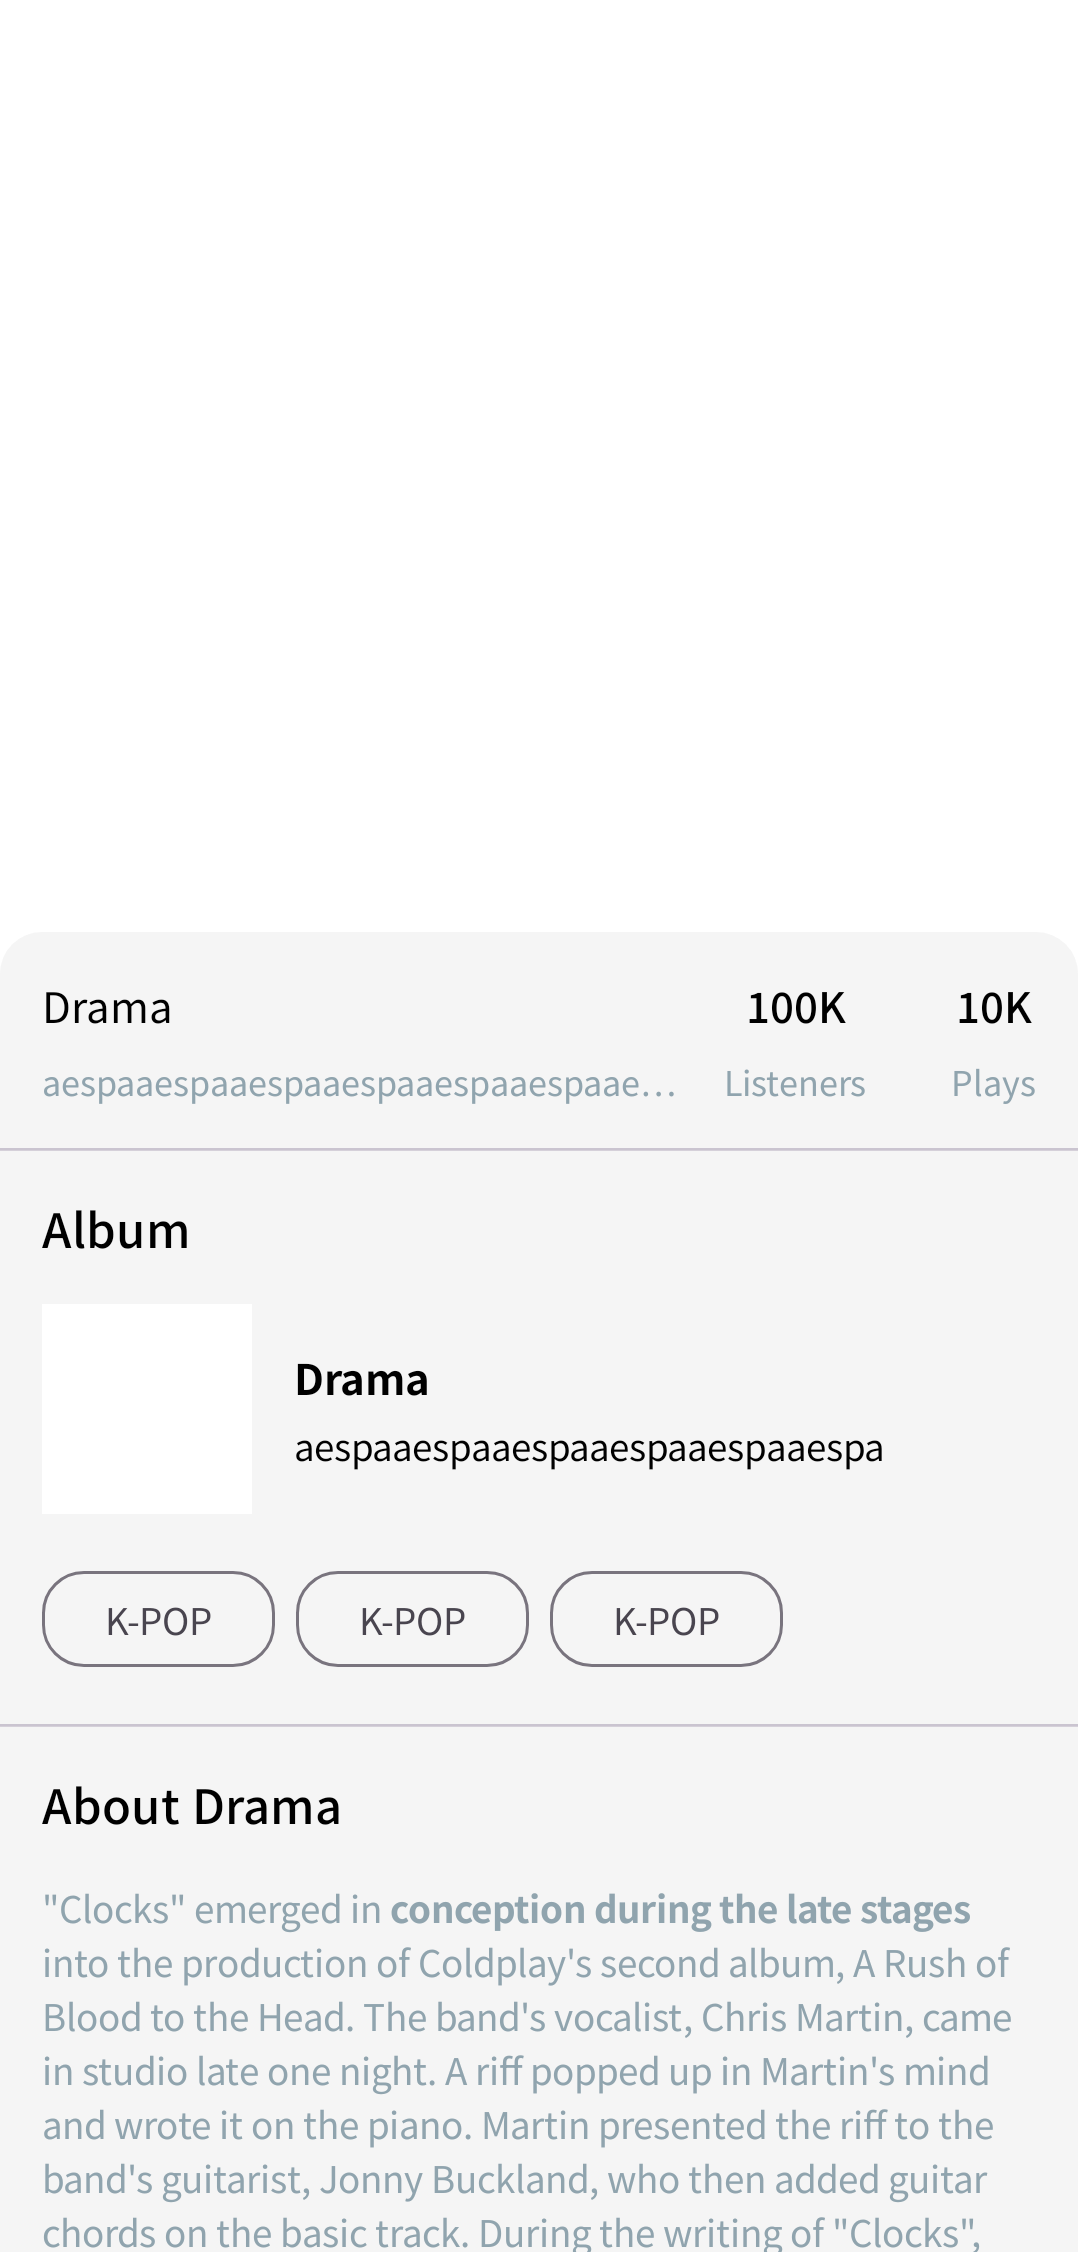 Drama
100K
10K
aespaaespaaespaaespaaespaaespaae…
Listeners
Plays
Album
Drama
aespaaespaaespaaespaaespaaespa
K-POP
K-POP
K-POP
About Drama
"Clocks" emerged in conception during the late stages
into the production of Coldplay's second album, A Rush of
Blood to the Head. The band's vocalist, Chris Martin, came
in studio late one night. A riff popped up in Martin's mind
and wrote it on the piano. Martin presented the riff to the
band's guitarist, Jonny Buckland, who then added guitar
chords on the basic track. During the writing of "Clocks",